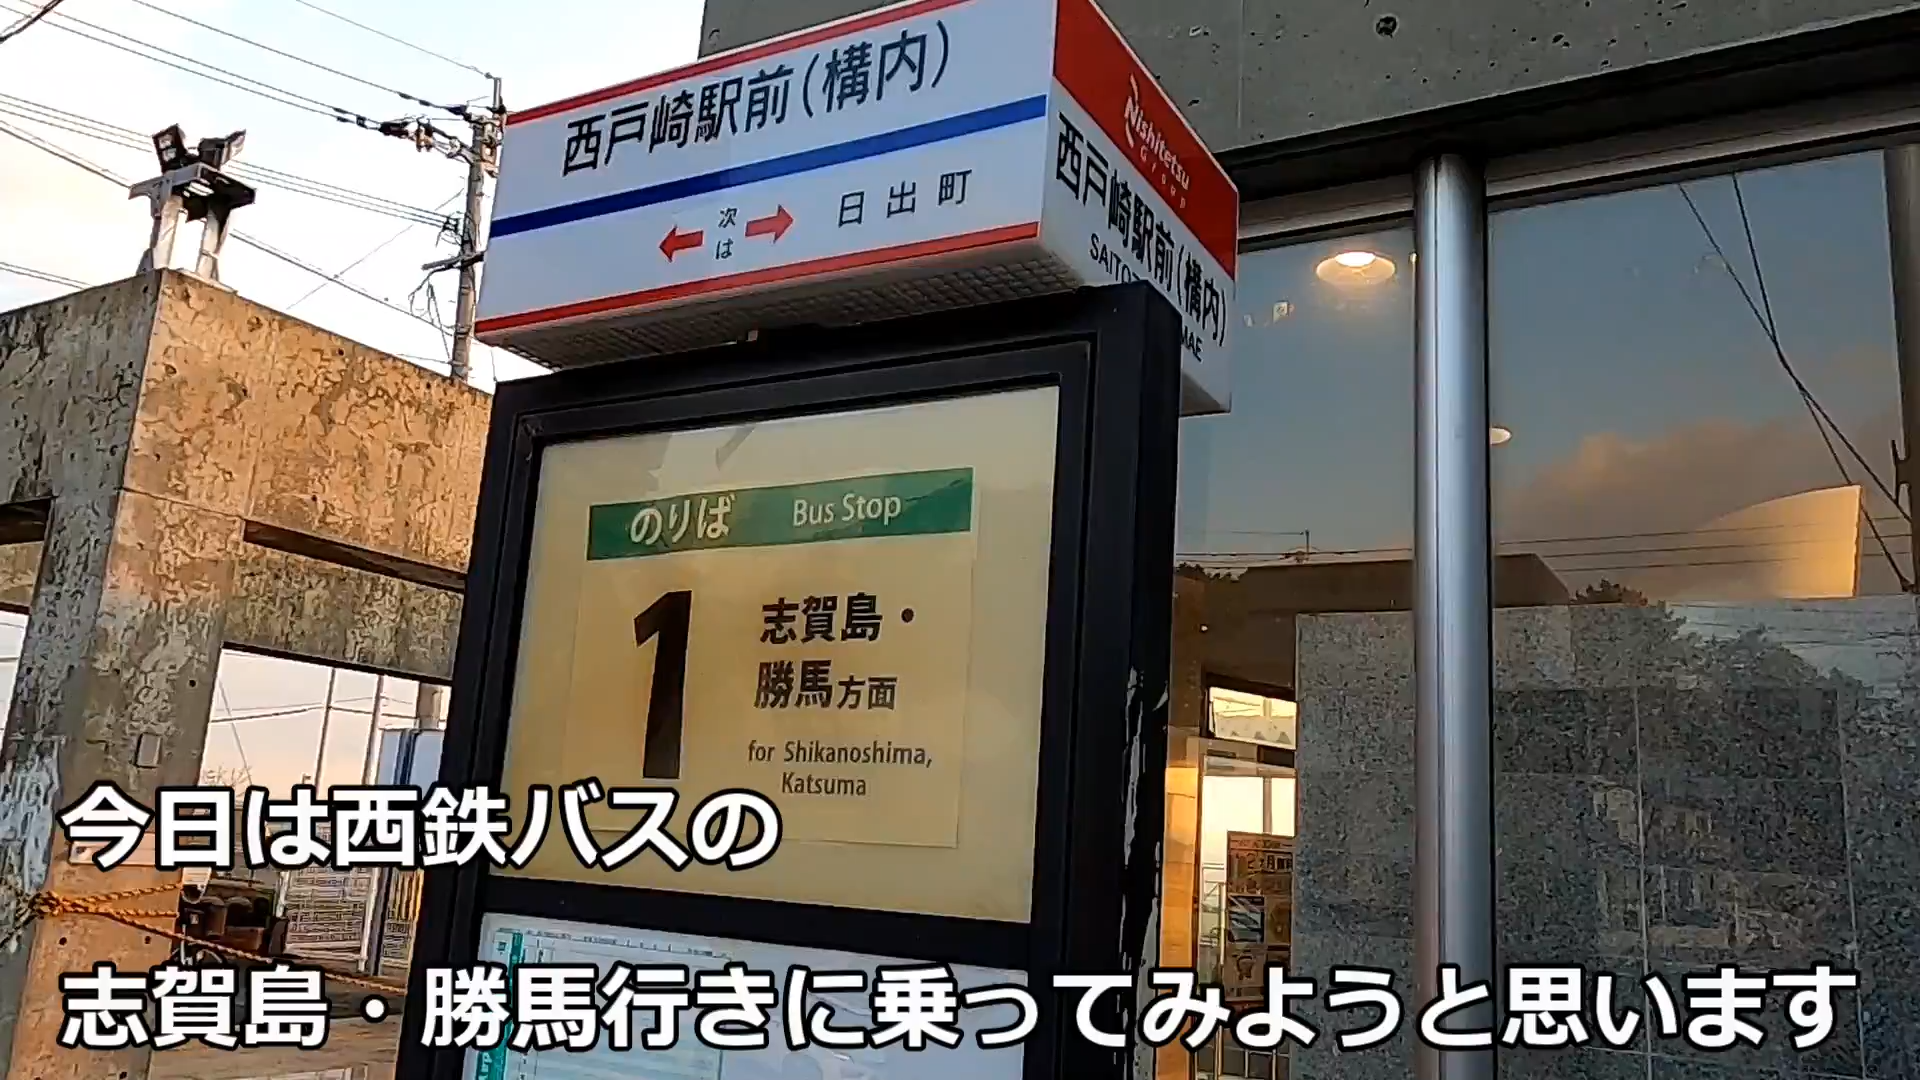 西戸崎駅前(構内)
次は
日出町
Nishitetsu
Group
西戸崎駅前(構内)
のりば Bus Stop
1
志賀島・
勝馬方面
for Shikanoshima,
Katsuma
今日は西鉄バスの
志賀島・勝馬行きに乗ってみようと思います